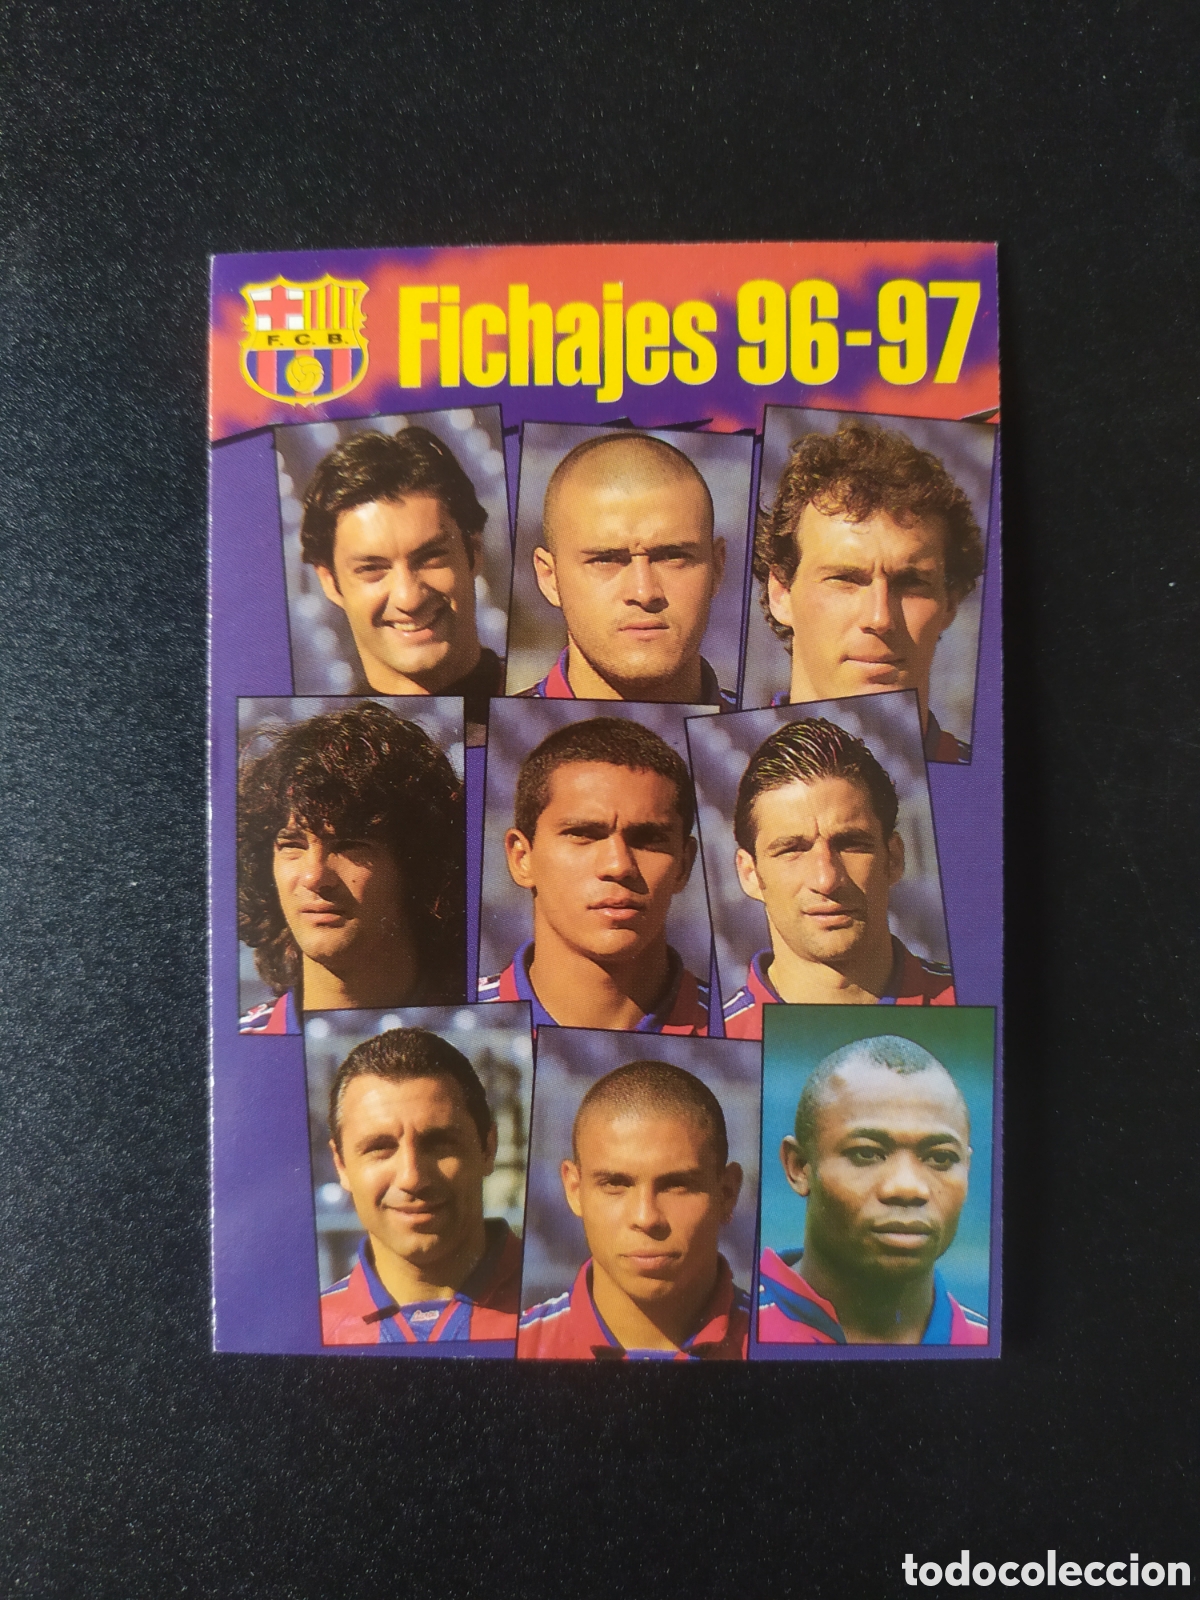 Fichajes 96-97
F. C. B.
todocoleccion